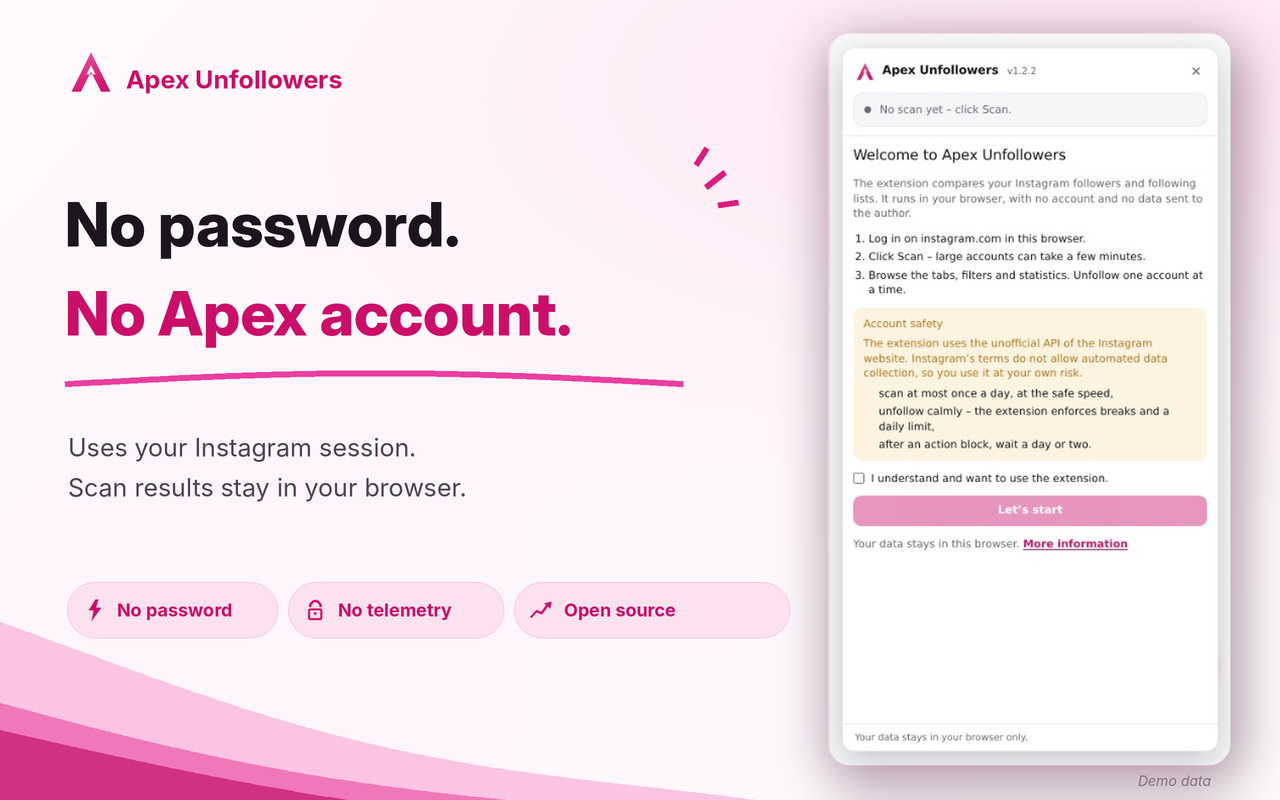 Apex Unfollowers
No password.
No Apex account.
Uses your Instagram session.
Scan results stay in your browser.
No password
No telemetry
Open source
Apex Unfollowers v1.2.2 ✕
No scan yet – click Scan.
Welcome to Apex Unfollowers
The extension compares your Instagram followers and following
lists. It runs in your browser, with no account and no data sent to
the author.
1. Log in on instagram.com in this browser.
2. Click Scan – large accounts can take a few minutes.
3. Browse the tabs, filters and statistics. Unfollow one account at
a time.
Account safety
The extension uses the unofficial API of the Instagram
website. Instagram's terms do not allow automated data
collection, so you use it at your own risk.
scan at most once a day, at the safe speed,
unfollow calmly – the extension enforces breaks and a
daily limit,
after an action block, wait a day or two.
I understand and want to use the extension.
Let's start
Your data stays in this browser. More information
Your data stays in your browser only.
Demo data